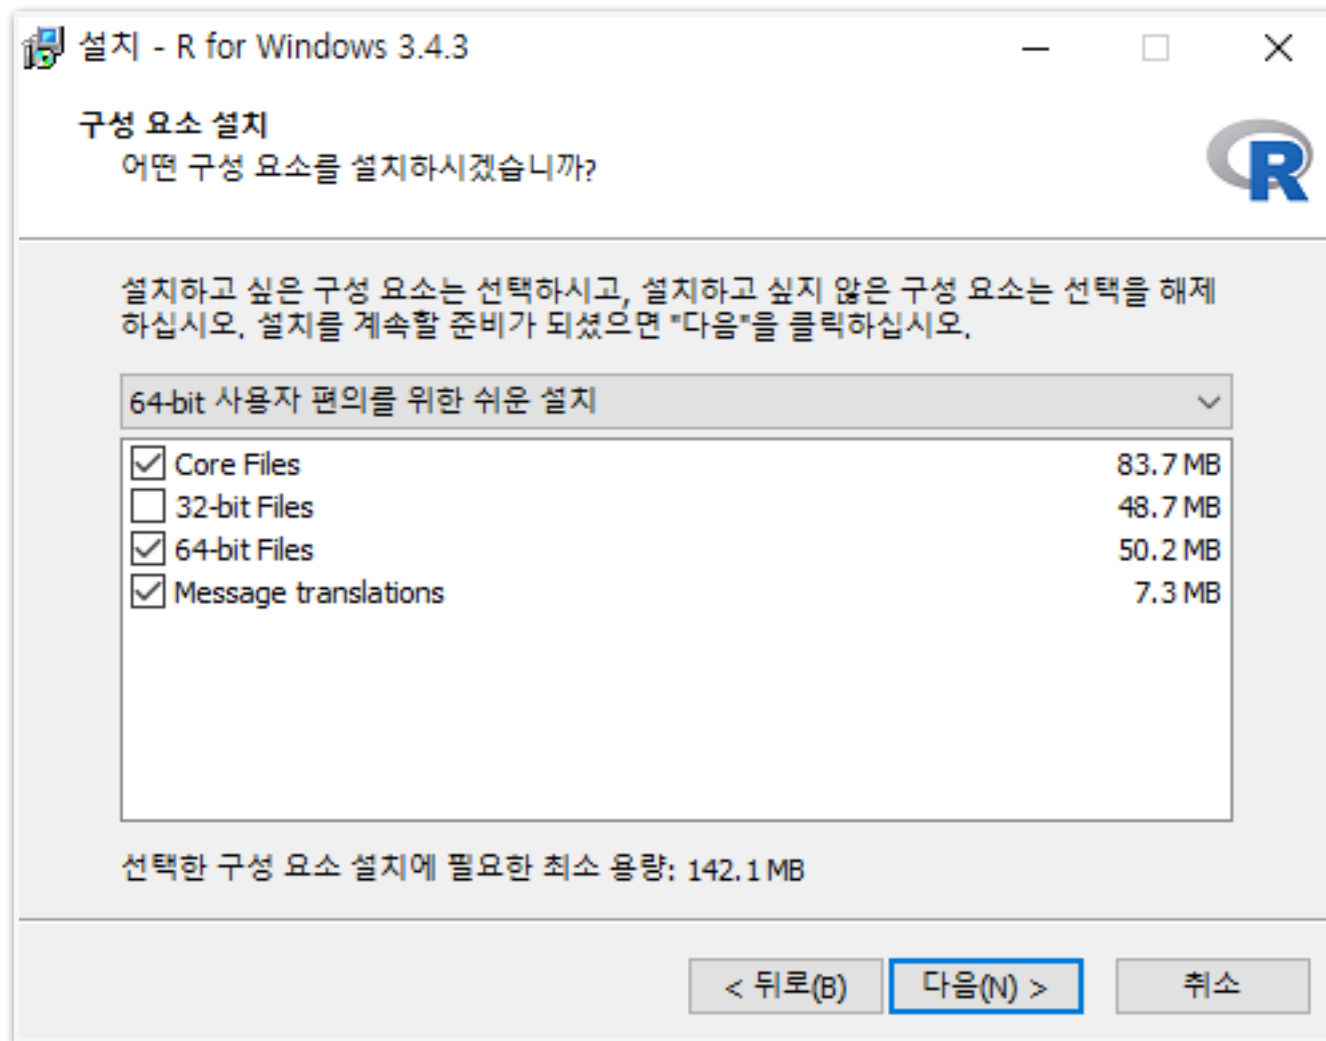 설치 - R for Windows 3.4.3
구성 요소 설치
어떤 구성 요소를 설치하시겠습니까?
R
설치하고 싶은 구성 요소는 선택하시고, 설치하고 싶지 않은 구성 요소는 선택을 해제
하십시오. 설치를 계속할 준비가 되셨으면 "다음"을 클릭하십시오.
64-bit 사용자 편의를 위한 쉬운 설치
Core Files 83.7 MB
32-bit Files 48.7 MB
64-bit Files 50.2 MB
Message translations 7.3 MB
선택한 구성 요소 설치에 필요한 최소 용량: 142.1 MB
< 뒤로(B) 다음(N) > 취소